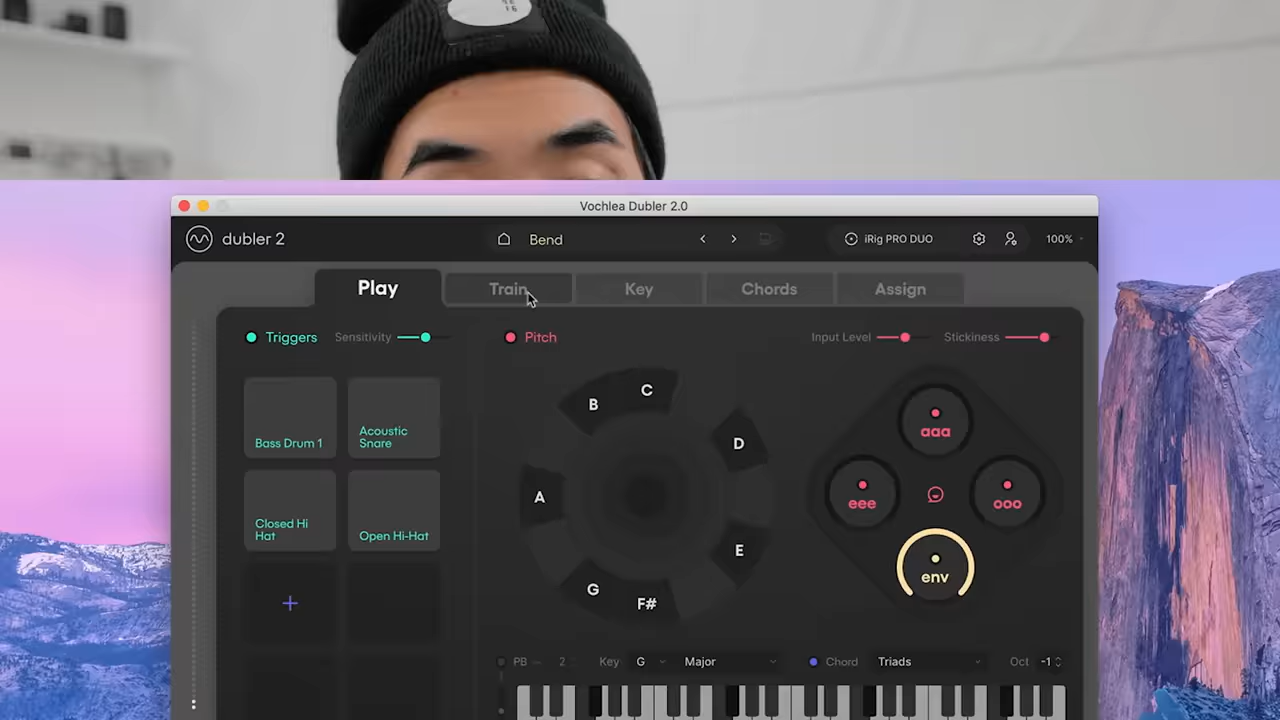 Vochlea Dubler 2.0
dubler 2
Bend
iRig PRO DUO
100%
Play
Train
Key
Chords
Assign
Triggers
Sensitivity
Pitch
Input Level
Stickiness
Bass Drum 1
Acoustic
Snare
Closed Hi
Hat
Open Hi-Hat
+
C
B
D
A
E
G
F#
aaa
eee
ooo
env
PB
2
Key
G
Major
Chord
Triads
Oct
-1